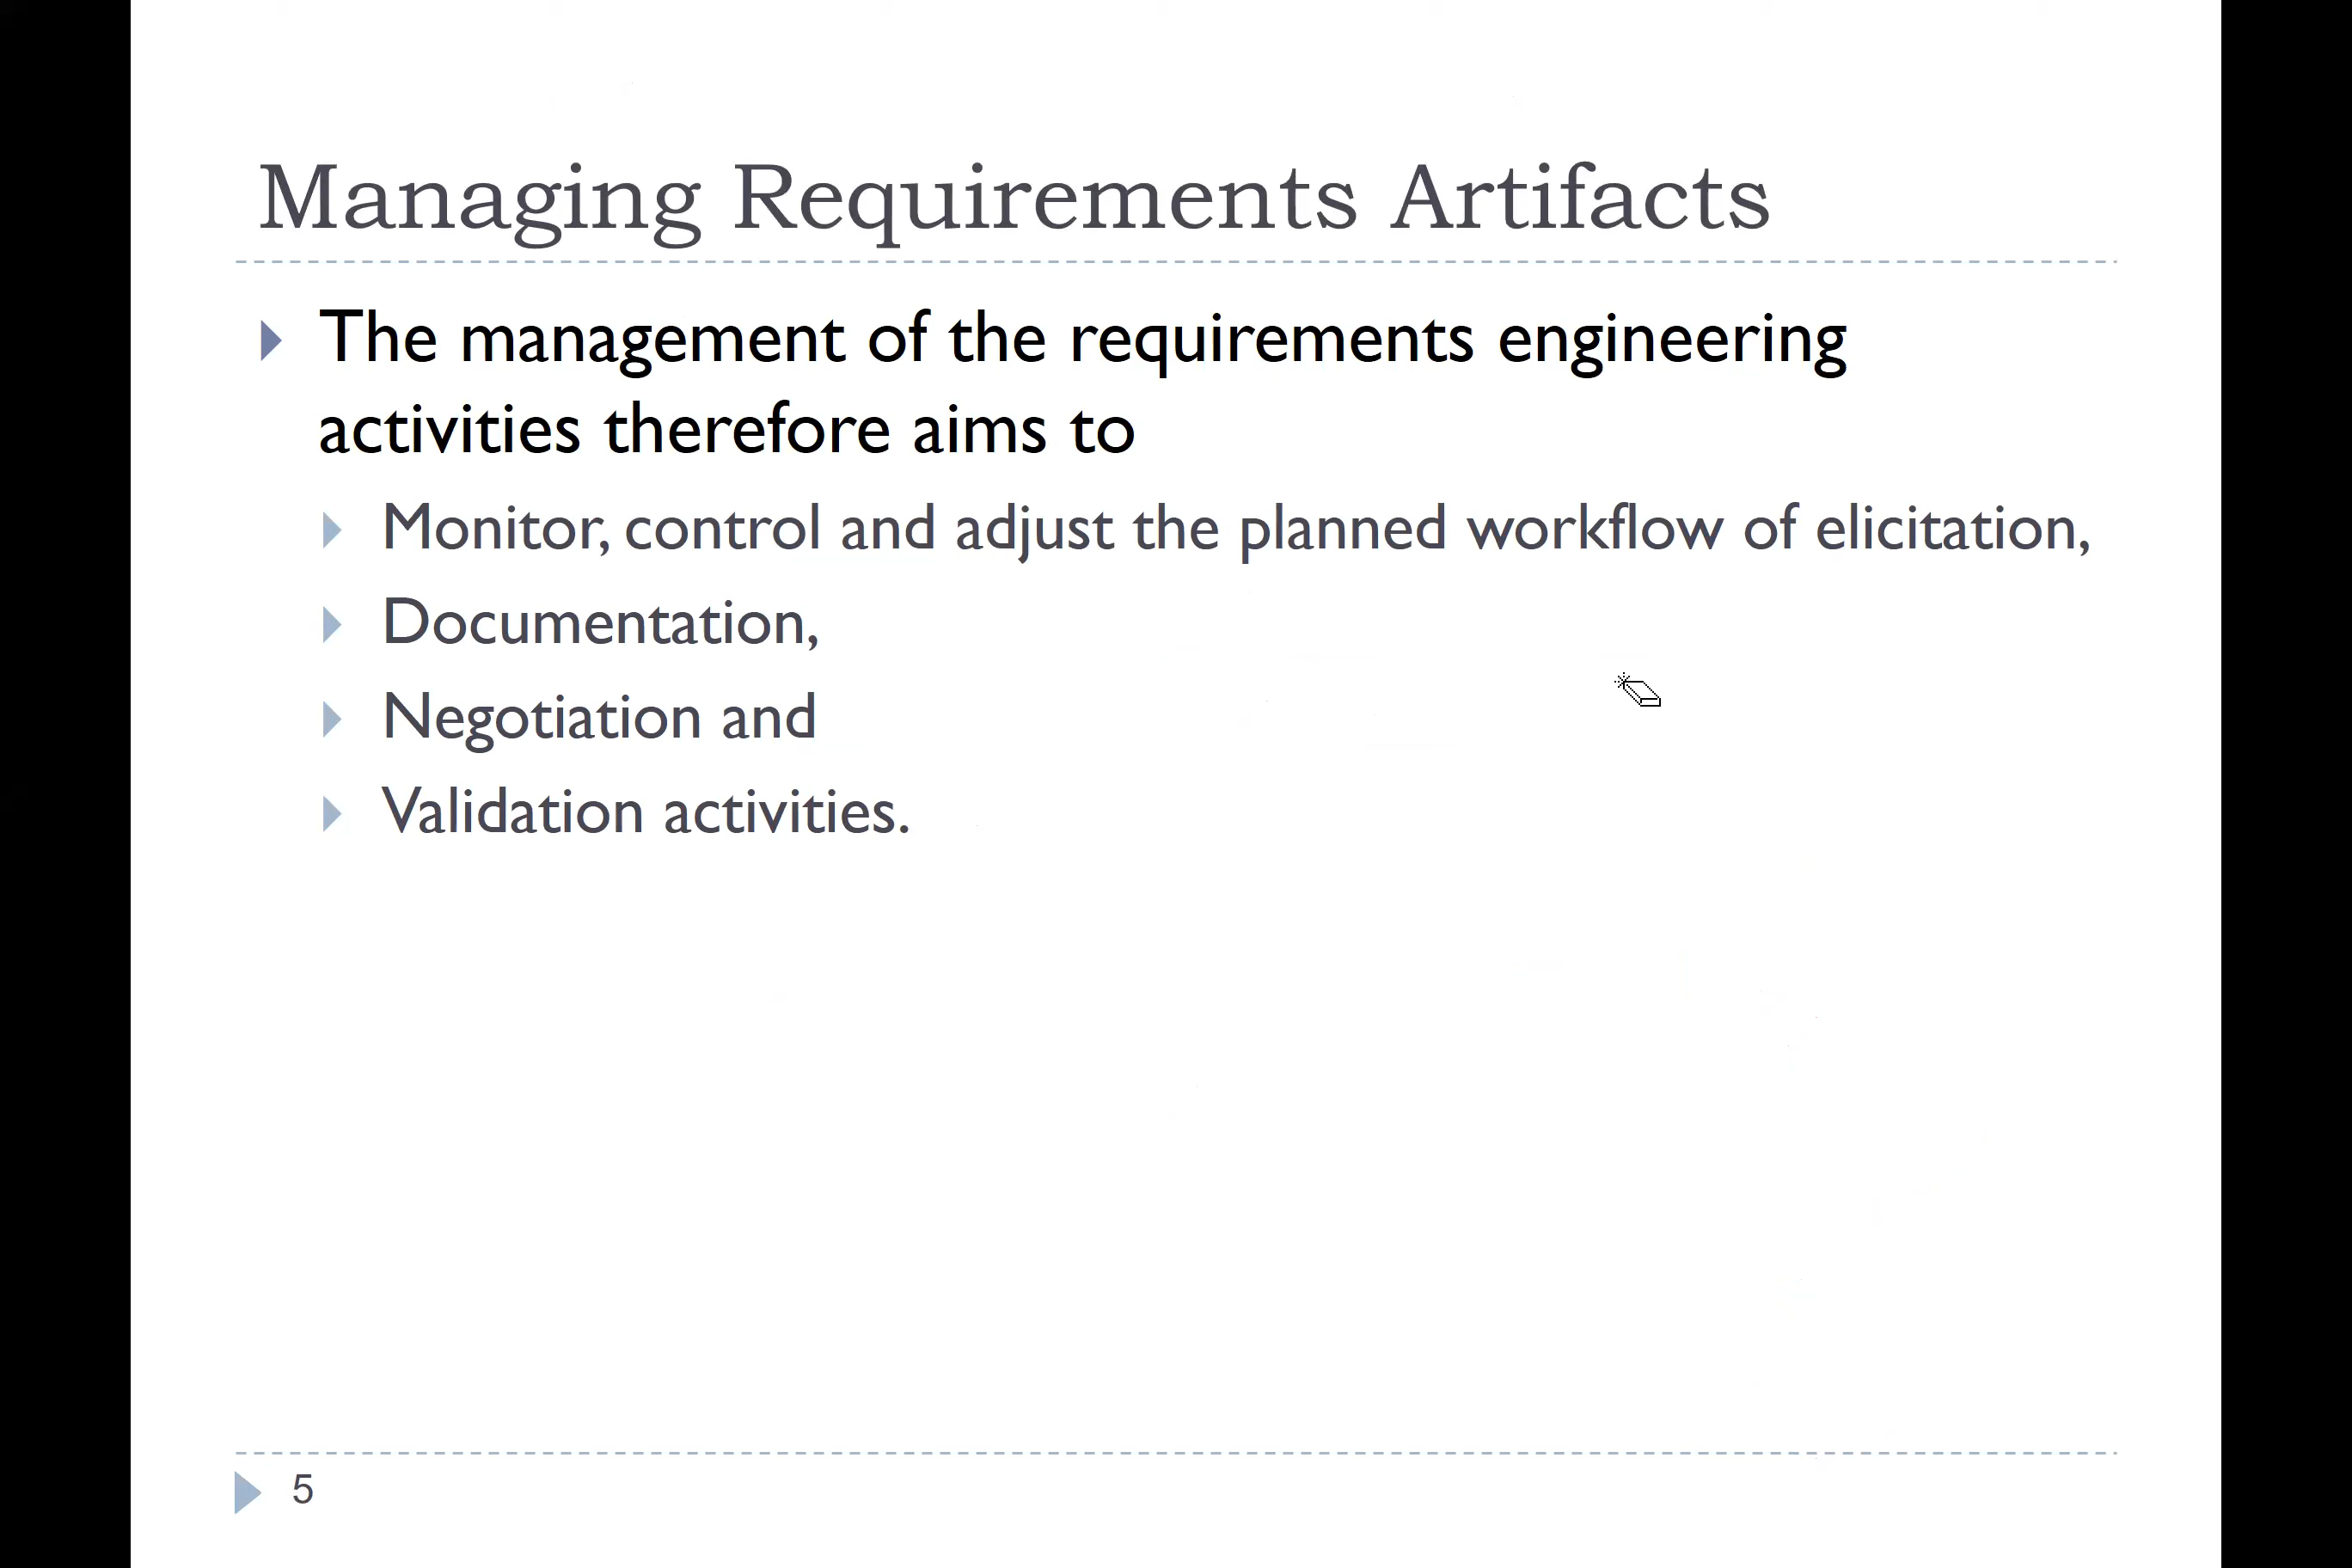 Managing Requirements Artifacts
The management of the requirements engineering
activities therefore aims to
Monitor, control and adjust the planned workflow of elicitation,
Documentation,
Negotiation and
Validation activities.
5